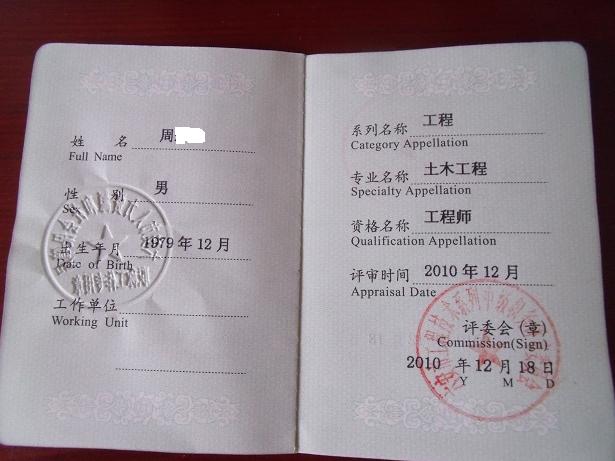 姓 名 周
Full Name
性 别 男
Sex
出生年月 1979 年 12 月
Date of Birth
工作单位
Working Unit
系列名称 工程
Category Appellation
专业名称 土木工程
Specialty Appellation
资格名称 工程师
Qualification Appellation
评审时间 2010 年 12 月
Appraisal Date
评委会 (章)
Commission(Sign)
2010 年 12 月 18 日
Y M D